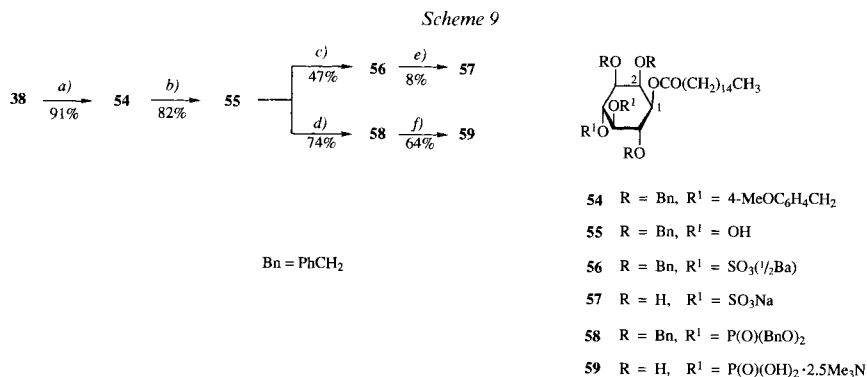 Scheme 9
38 a) 91% 54 b) 82% 55
c) 47% 56 e) 8% 57
d) 74% 58 f) 64% 59
Bn = PhCH₂
RO OR
2 OCO(CH₂)₁₄CH₃
OR¹ 1
R¹O
RO
54 R = Bn, R¹ = 4-MeOC₆H₄CH₂
55 R = Bn, R¹ = OH
56 R = Bn, R¹ = SO₃(¹/₂Ba)
57 R = H, R¹ = SO₃Na
58 R = Bn, R¹ = P(O)(BnO)₂
59 R = H, R¹ = P(O)(OH)₂·2.5Me₃N